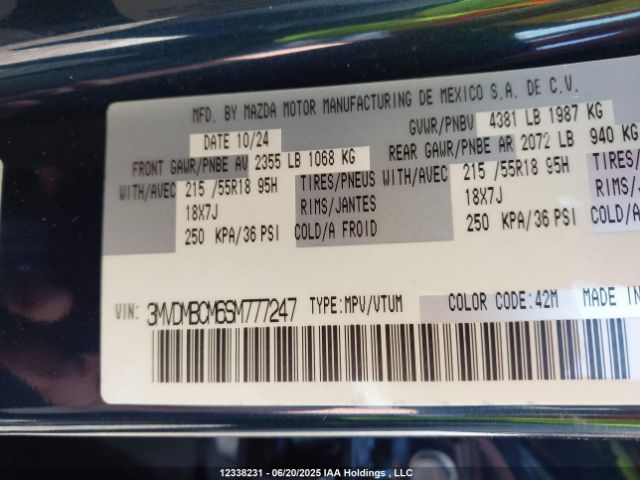 MFD. BY MAZDA MOTOR MANUFACTURING DE MEXICO S.A. DE C.V.
DATE 10/24 GVWR/PNBV 4381 LB 1987 KG
FRONT GAWR/PNBE AV 2355 LB 1068 KG REAR GAWR/PNBE AR 2072 LB 940 KG
WITH/AVEC 215 /55R18 95H TIRES/PNEUS WITH/AVEC 215 /55R18 95H TIRES/
18X7J RIMS/JANTES 18X7J RIMS/
250 KPA/36 PSI COLD/A FROID 250 KPA/36 PSI COLD/A
VIN: 3MVDMBCM6SM777247 TYPE:MPV/VTUM COLOR CODE:42M MADE IN
12338231 - 06/20/2025 IAA Holdings , LLC